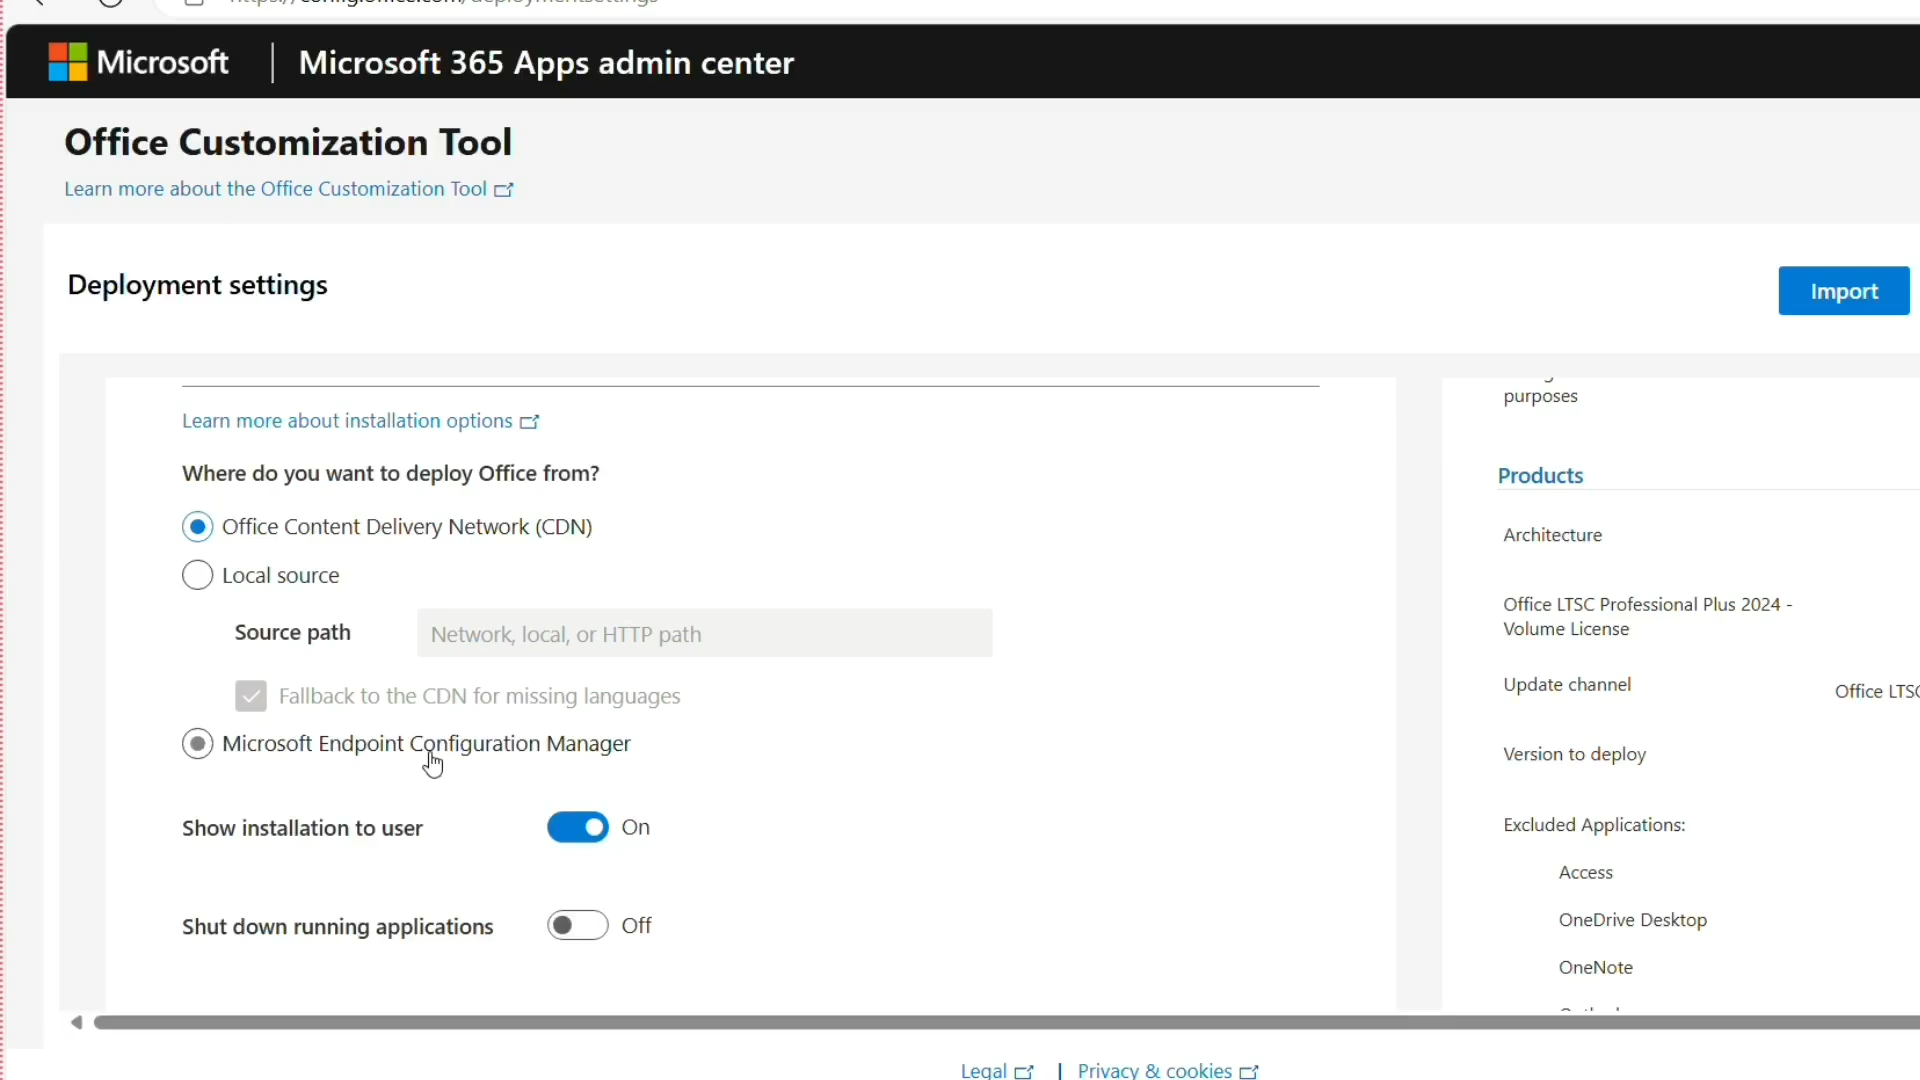 Microsoft | Microsoft 365 Apps admin center
Office Customization Tool
Learn more about the Office Customization Tool
Deployment settings
Import
Learn more about installation options
Where do you want to deploy Office from?
Office Content Delivery Network (CDN)
Local source
Source path
Network, local, or HTTP path
Fallback to the CDN for missing languages
Microsoft Endpoint Configuration Manager
Show installation to user
On
Shut down running applications
Off
purposes
Products
Architecture
Office LTSC Professional Plus 2024 -
Volume License
Update channel
Office LTSC
Version to deploy
Excluded Applications:
Access
OneDrive Desktop
OneNote
Legal | Privacy & cookies